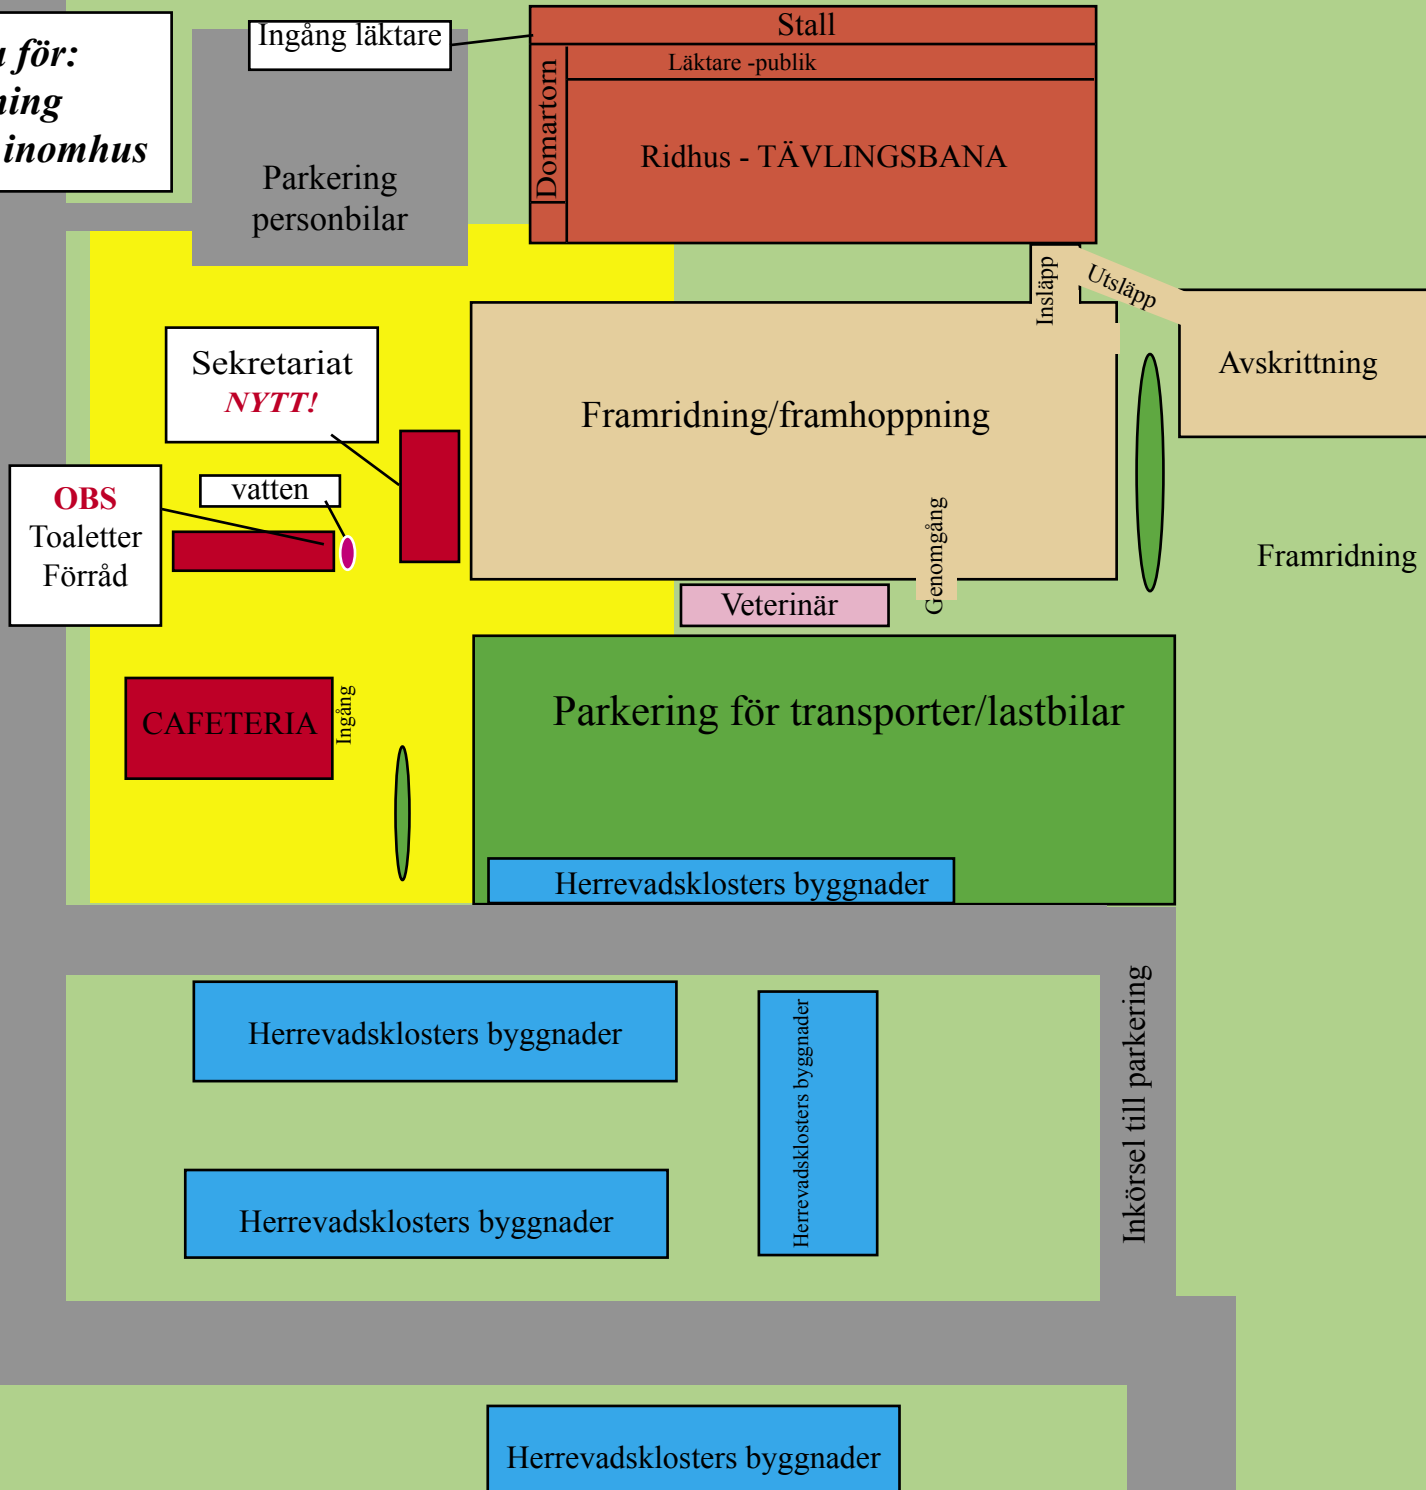 för:
inomhus
Ingång läktare
Stall
Läktare -publik
Domartorn
Ridhus - TÄVLINGSBANA
Parkering
personbilar
Insläpp
Utsläpp
Avskrittning
Sekretariat
NYTT!
Framridning/framhoppning
vatten
OBS
Toaletter
Förråd
Genomgång
Framridning
Veterinär
CAFETERIA
Ingång
Parkering för transporter/lastbilar
Herrevadsklosters byggnader
Herrevadsklosters byggnader
Herrevadsklosters byggnader
Inkörsel till parkering
Herrevadsklosters byggnader
Herrevadsklosters byggnader